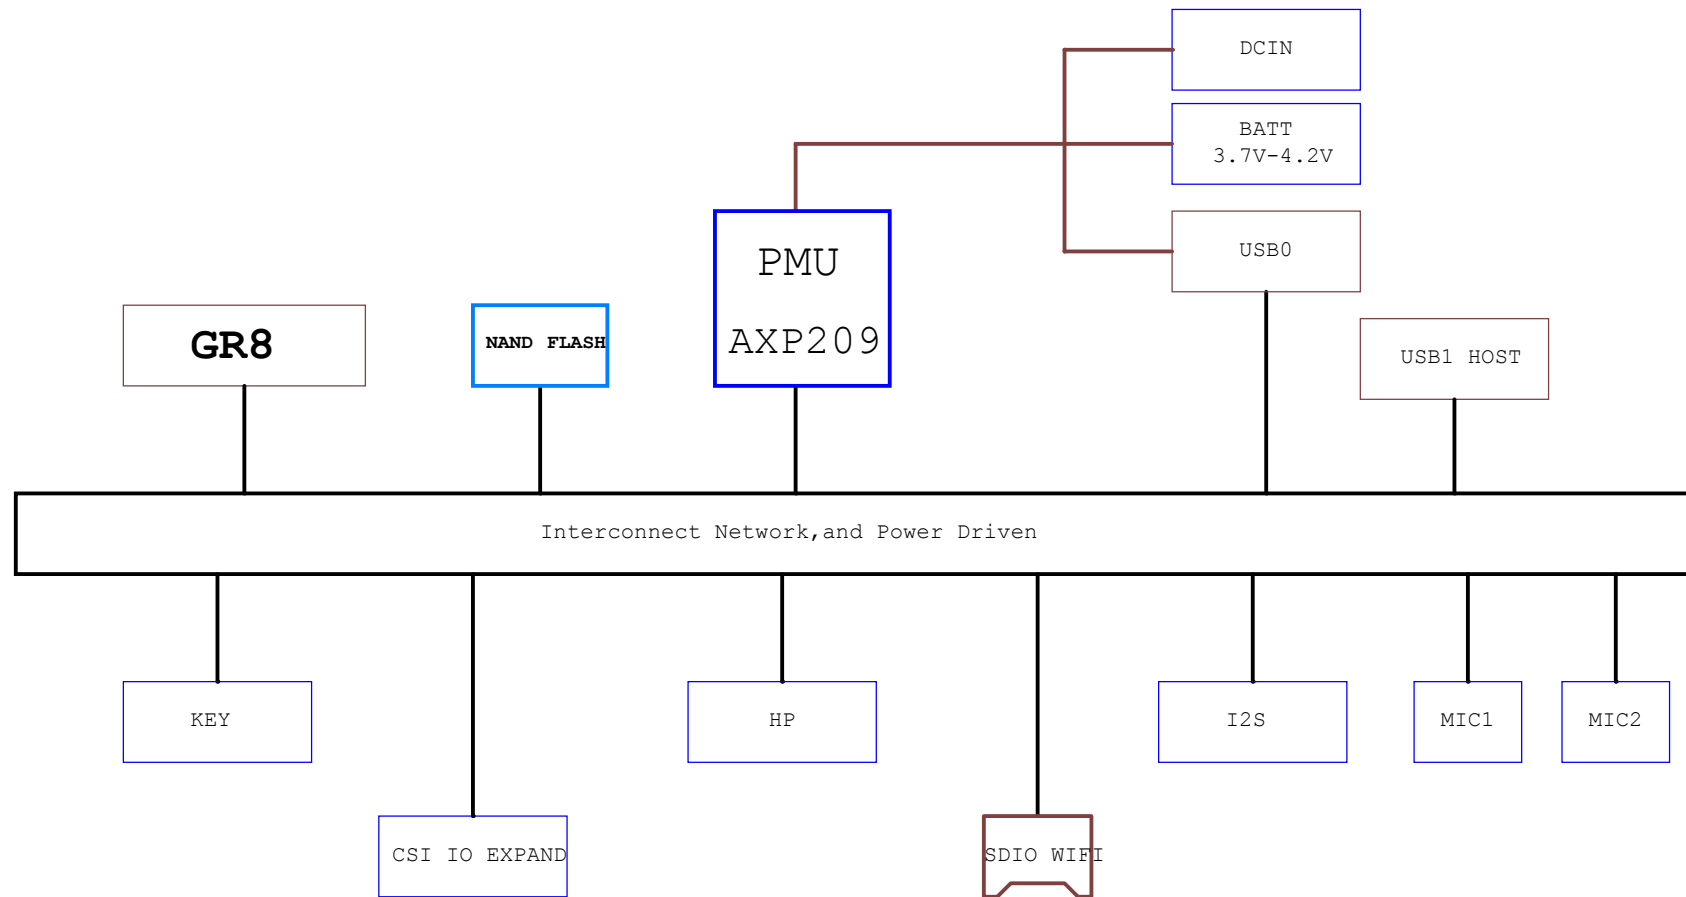 DCIN
BATT
3.7V-4.2V
PMU
AXP209
USB0
GR8
NAND FLASH
USB1 HOST
Interconnect Network,and Power Driven
KEY
HP
I2S
MIC1
MIC2
CSI IO EXPAND
SDIO WIFI